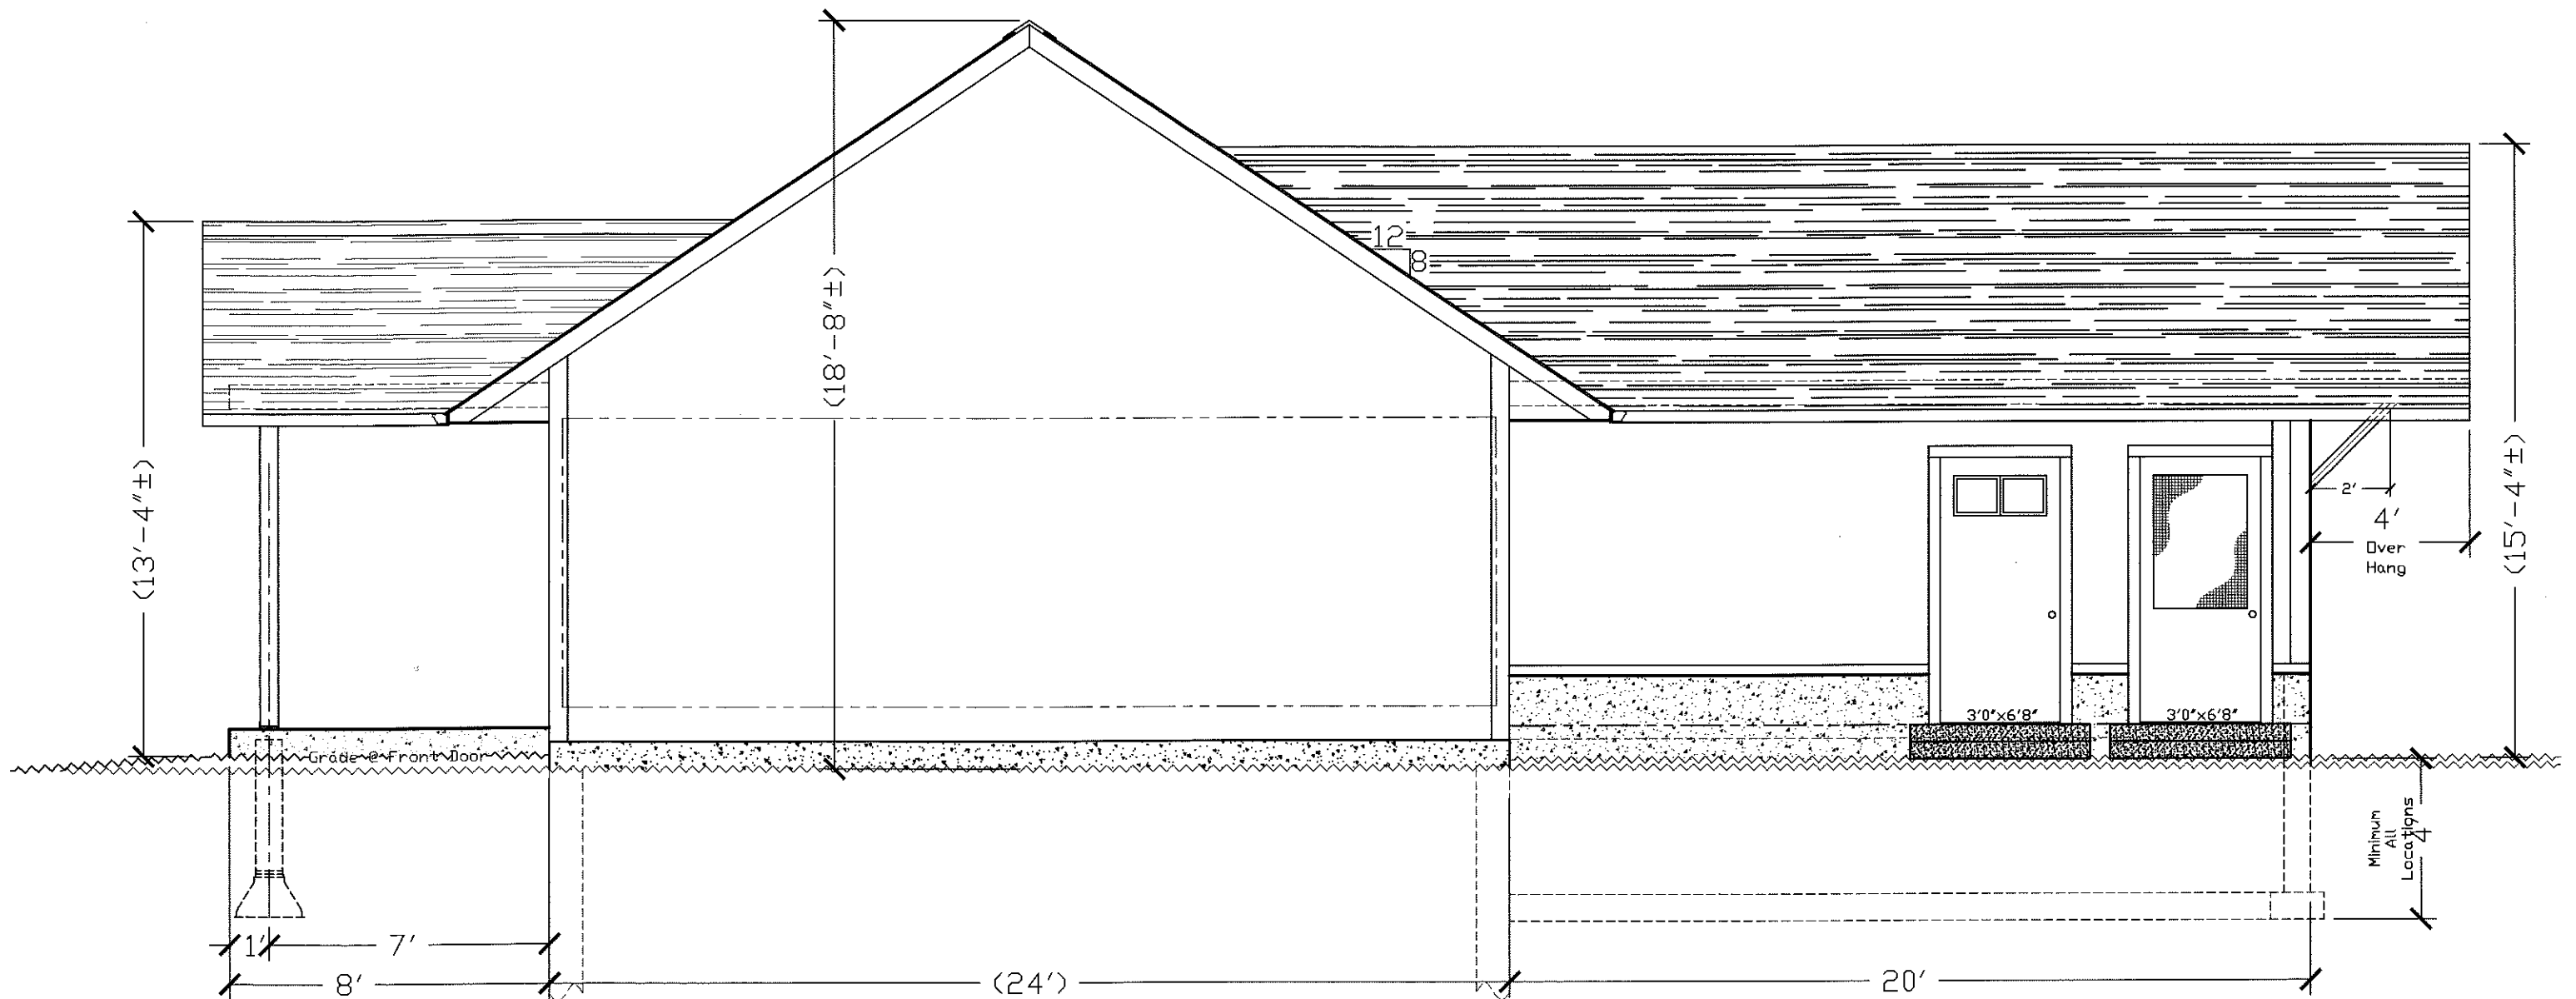 (18'-8"±)
12
8
(13'-4"±)
(15'-4"±)
2'
4'
Over
Hang
3'0"x6'8"
3'0"x6'8"
Grade @ Front Door
Minimum
All
Locations
4'
1'
7'
8'
(24')
20'